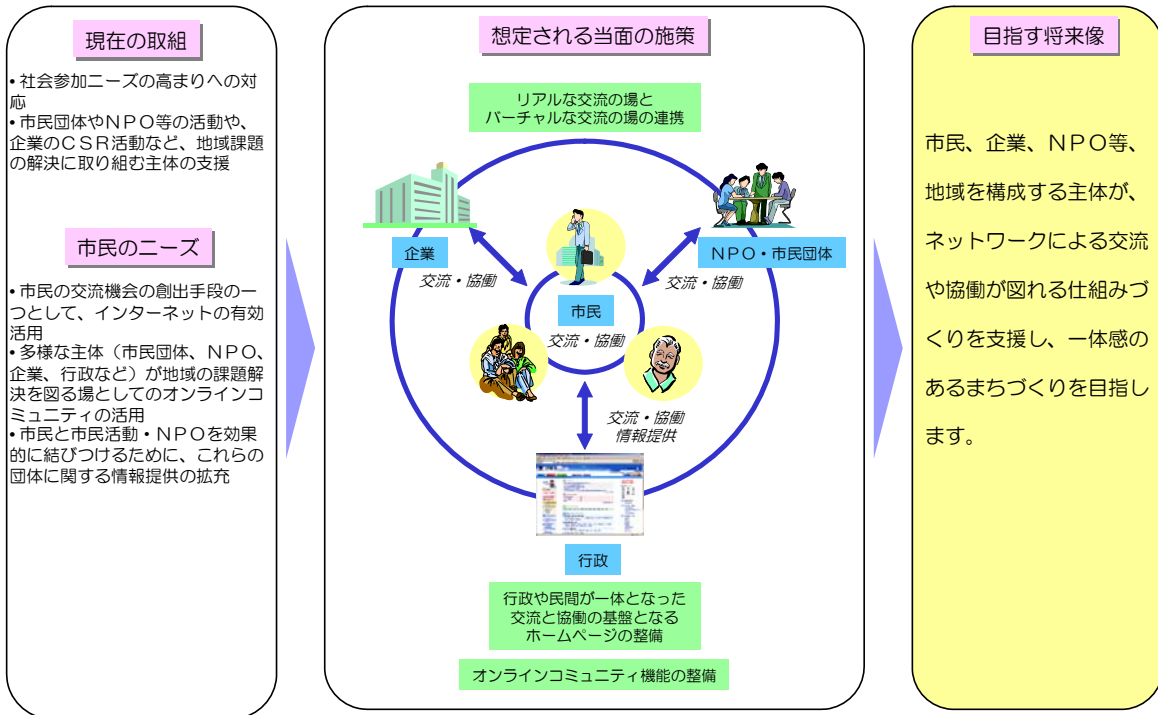 現在の取組
•社会参加ニーズの高まりへの対
応
•市民団体やNPO等の活動や、
企業のCSR活動など、地域課題
の解決に取り組む主体の支援
市民のニーズ
•市民の交流機会の創出手段の一
つとして、インターネットの有効
活用
•多様な主体（市民団体、NPO、
企業、行政など）が地域の課題解
決を図る場としてのオンラインコ
ミュニティの活用
•市民と市民活動・NPOを効果
的に結びつけるために、これらの
団体に関する情報提供の拡充
想定される当面の施策
リアルな交流の場と
バーチャルな交流の場の連携
企業
交流・協働
NPO・市民団体
交流・協働
市民
交流・協働
交流・協働
情報提供
行政
行政や民間が一体となった
交流と協働の基盤となる
ホームページの整備
オンラインコミュニティ機能の整備
目指す将来像
市民、企業、NPO等、
地域を構成する主体が、
ネットワークによる交流
や協働が図れる仕組みづ
くりを支援し、一体感の
あるまちづくりを目指し
ます。